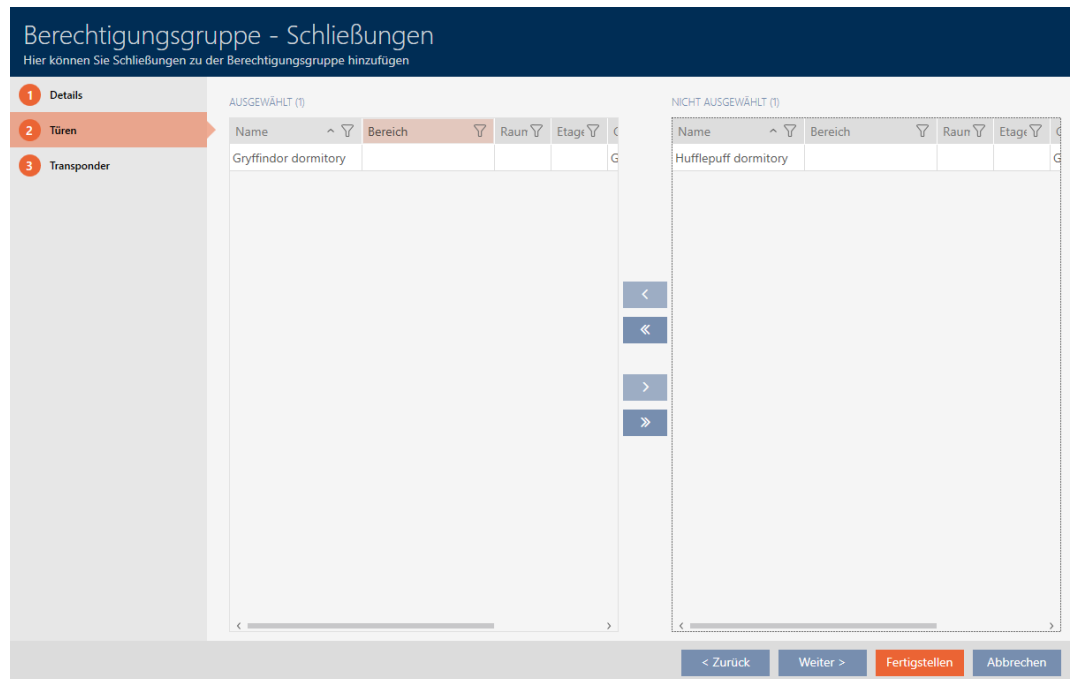 Berechtigungsgruppe - Schließungen
Hier können Sie Schließungen zu der Berechtigungsgruppe hinzufügen
1 Details
2 Türen
3 Transponder
AUSGEWÄHLT (1)
Name Bereich Raum Etage
Gryffindor dormitory G
NICHT AUSGEWÄHLT (1)
Name Bereich Raum Etage G
Hufflepuff dormitory G
< Zurück Weiter > Fertigstellen Abbrechen